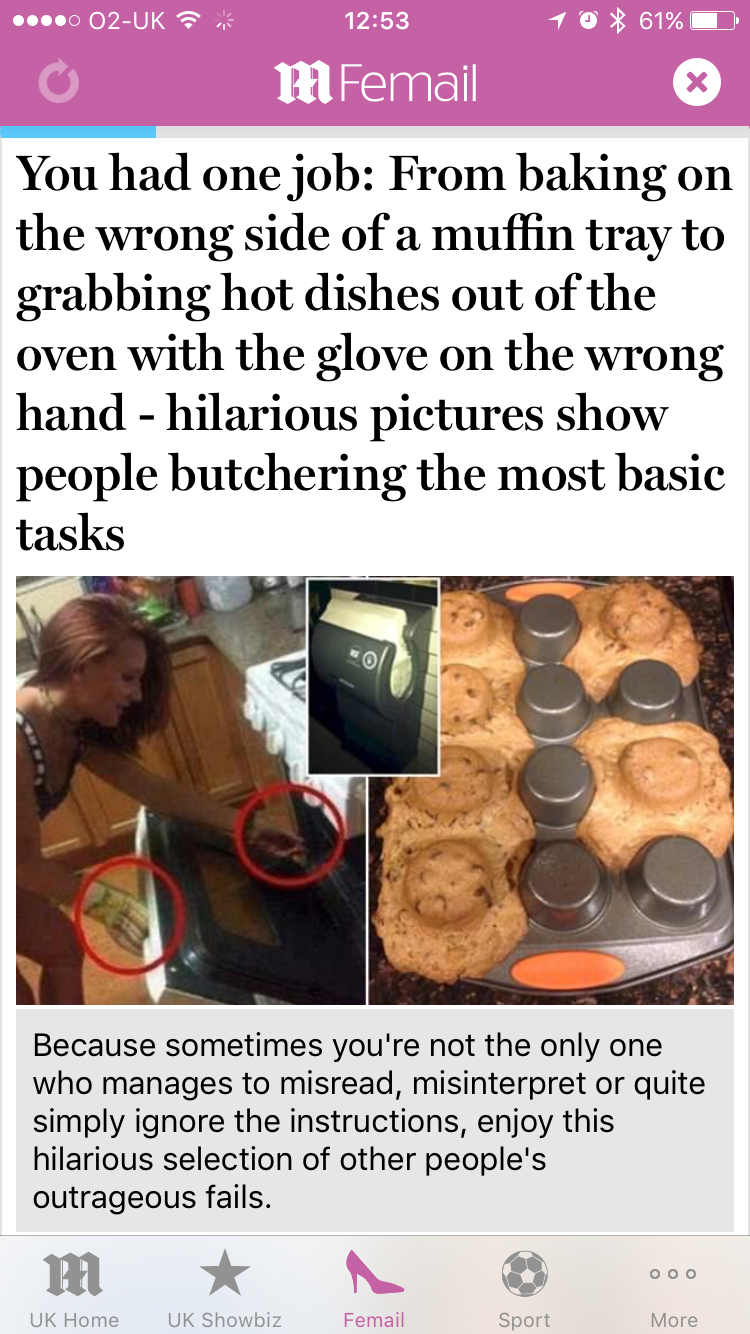 O2-UK 12:53 61%
Femail
You had one job: From baking on
the wrong side of a muffin tray to
grabbing hot dishes out of the
oven with the glove on the wrong
hand - hilarious pictures show
people butchering the most basic
tasks
Because sometimes you're not the only one
who manages to misread, misinterpret or quite
simply ignore the instructions, enjoy this
hilarious selection of other people's
outrageous fails.
UK Home UK Showbiz Femail Sport More